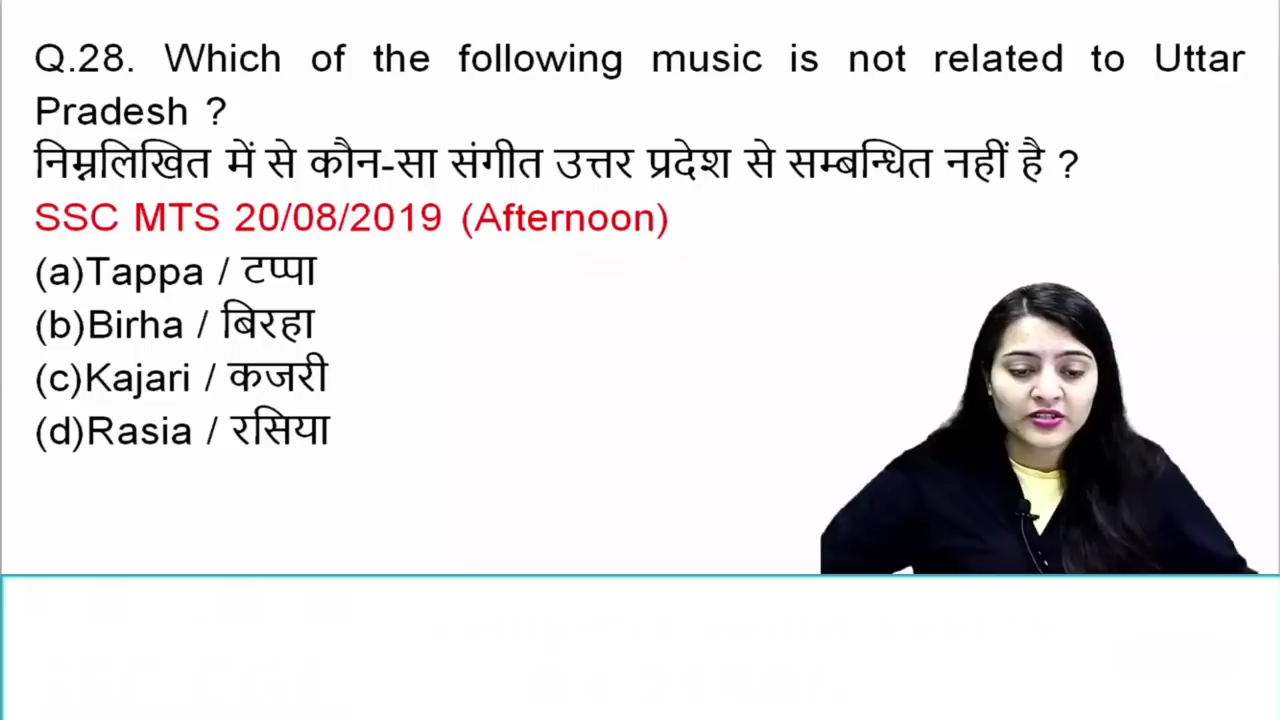 Q.28. Which of the following music is not related to Uttar
Pradesh ?
निम्नलिखित में से कौन-सा संगीत उत्तर प्रदेश से सम्बन्धित नहीं है ?
SSC MTS 20/08/2019 (Afternoon)
(a)Tappa / टप्पा
(b)Birha / बिरहा
(c)Kajari / कजरी
(d)Rasia / रसिया